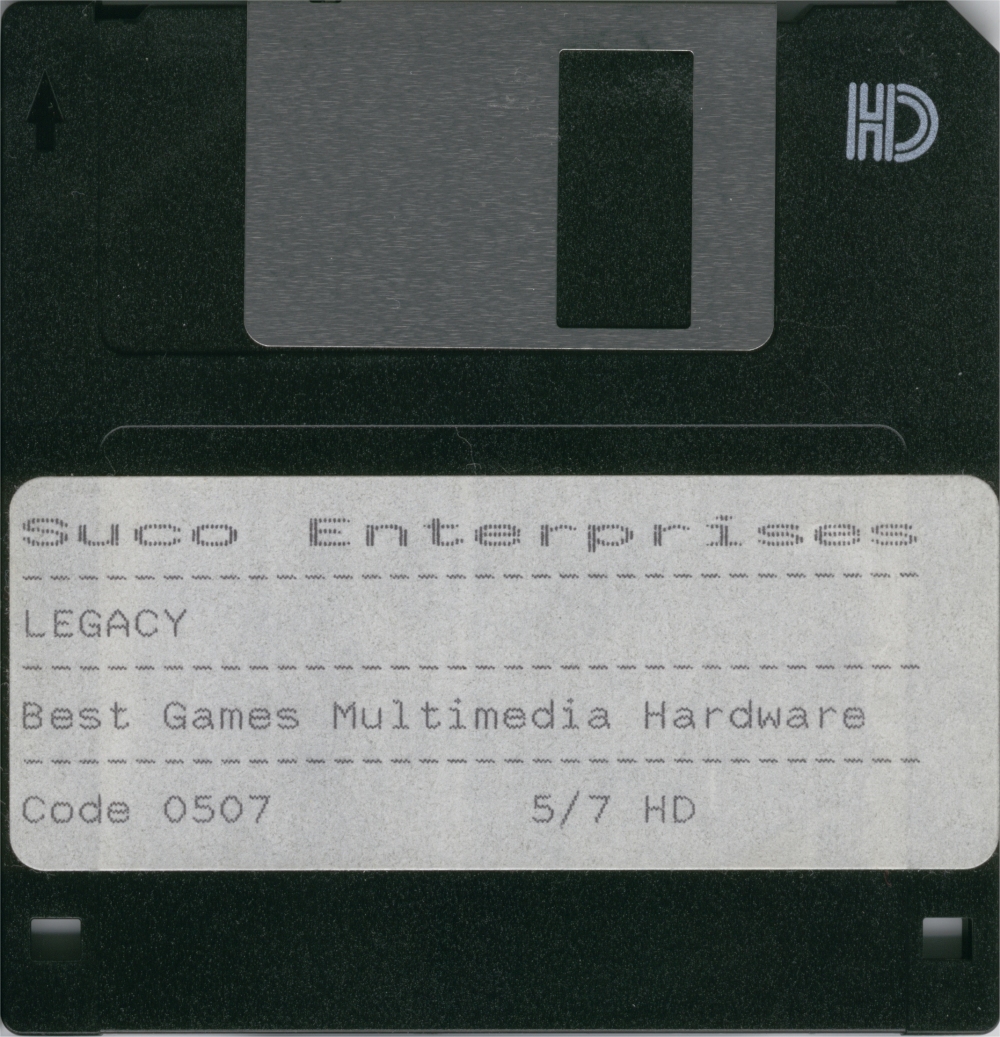 HD
Suco Enterprises
-------------------------------
LEGACY
-------------------------------
Best Games Multimedia Hardware
-------------------------------
Code 0507 5/7 HD